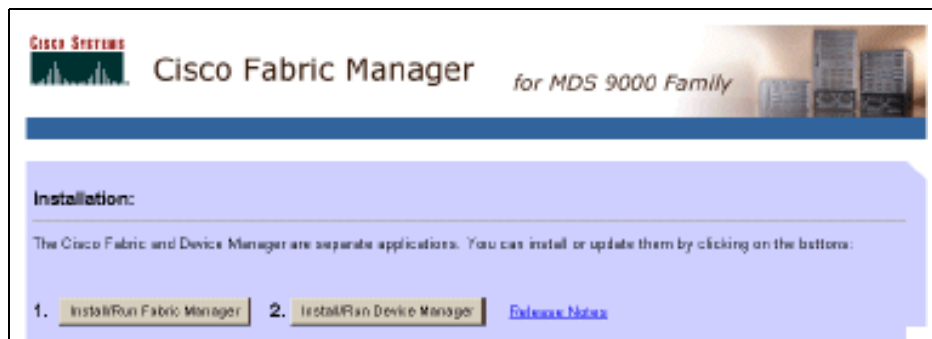 CISCO SYSTEMS
Cisco Fabric Manager for MDS 9000 Family
Installation:
The Cisco Fabric and Device Manager are separate applications. You can install or update them by clicking on the buttons:
1. Install/Run Fabric Manager 2. Install/Run Device Manager Release Notes